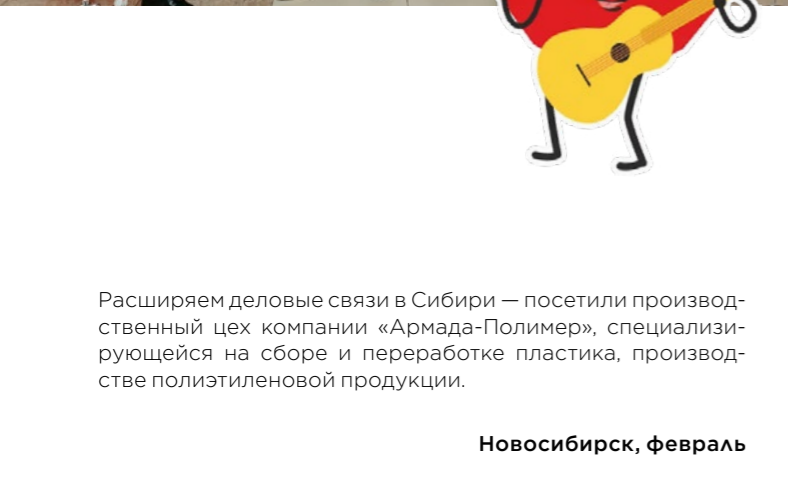 Расширяем деловые связи в Сибири — посетили производ-
ственный цех компании «Армада-Полимер», специализи-
рующейся на сборе и переработке пластика, производ-
стве полиэтиленовой продукции.
Новосибирск, февраль